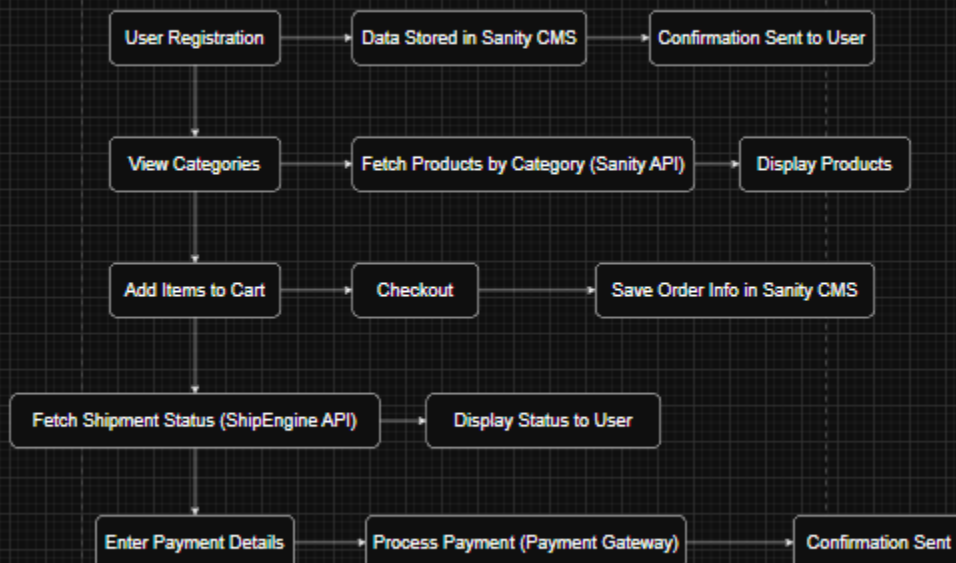 User Registration
Data Stored in Sanity CMS
Confirmation Sent to User
View Categories
Fetch Products by Category (Sanity API)
Display Products
Add Items to Cart
Checkout
Save Order Info in Sanity CMS
Fetch Shipment Status (ShipEngine API)
Display Status to User
Enter Payment Details
Process Payment (Payment Gateway)
Confirmation Sent